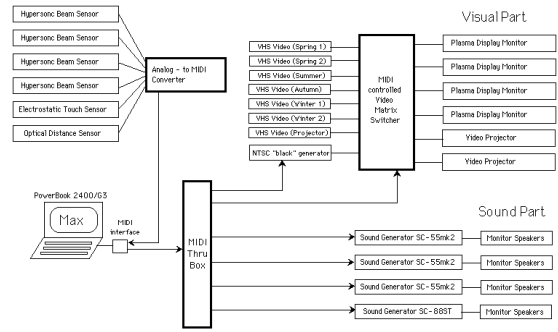 Visual Part
Hypersonc Beam Sensor
Hypersonc Beam Sensor
Hypersonc Beam Sensor
Hypersonc Beam Sensor
Electrostatic Touch Sensor
Optical Distance Sensor
Analog - to MIDI
Converter
VHS Video (Spring 1)
VHS Video (Spring 2)
VHS Video (Summer)
VHS Video (Autumn)
VHS Video (Winter 1)
VHS Video (Winter 2)
VHS Video (Projector)
NTSC "black" generator
MIDI
controlled
Video
Matrix
Switcher
Plasma Display Monitor
Plasma Display Monitor
Plasma Display Monitor
Plasma Display Monitor
Video Projector
Video Projector
PowerBook 2400/G3
Max
MIDI
interface
MIDI
Thru
Box
Sound Part
Sound Generator SC-55mk2
Monitor Speakers
Sound Generator SC-55mk2
Monitor Speakers
Sound Generator SC-55mk2
Monitor Speakers
Sound Generator SC-88ST
Monitor Speakers